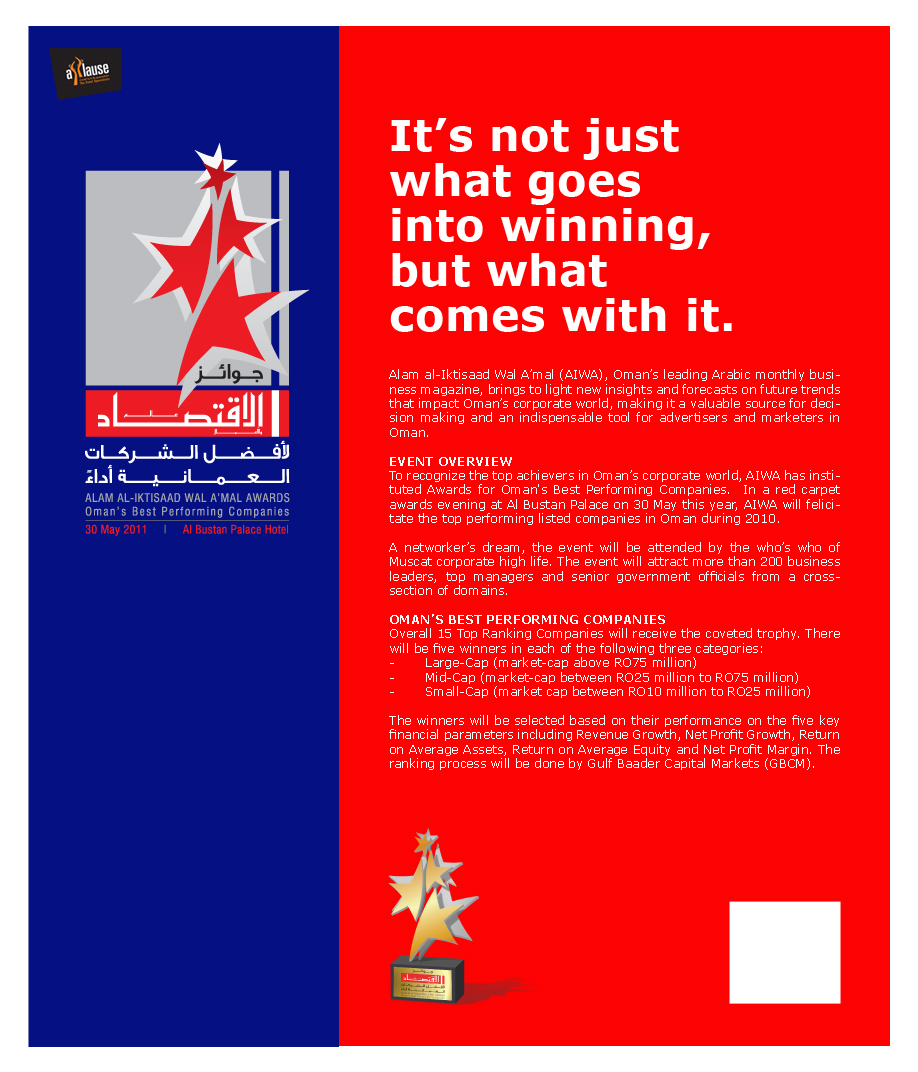 aPlause
It's not just
what goes
into winning,
but what
comes with it.
جوائز
الاقتصاد
لأفضل الشركات
العمانية أداءً
ALAM AL-IKTISAAD WAL A'MAL AWARDS
Oman's Best Performing Companies
30 May 2011 | Al Bustan Palace Hotel
Alam al-Iktisaad Wal A'mal (AIWA), Oman's leading Arabic monthly busi-
ness magazine, brings to light new insights and forecasts on future trends
that impact Oman's corporate world, making it a valuable source for deci-
sion making and an indispensable tool for advertisers and marketers in
Oman.
EVENT OVERVIEW
To recognize the top achievers in Oman's corporate world, AIWA has insti-
tuted Awards for Oman's Best Performing Companies. In a red carpet
awards evening at Al Bustan Palace on 30 May this year, AIWA will felici-
tate the top performing listed companies in Oman during 2010.
A networker's dream, the event will be attended by the who's who of
Muscat corporate high life. The event will attract more than 200 business
leaders, top managers and senior government officials from a cross-
section of domains.
OMAN'S BEST PERFORMING COMPANIES
Overall 15 Top Ranking Companies will receive the coveted trophy. There
will be five winners in each of the following three categories:
- Large-Cap (market-cap above RO75 million)
- Mid-Cap (market-cap between RO25 million to RO75 million)
- Small-Cap (market cap between RO10 million to RO25 million)
The winners will be selected based on their performance on the five key
financial parameters including Revenue Growth, Net Profit Growth, Return
on Average Assets, Return on Average Equity and Net Profit Margin. The
ranking process will be done by Gulf Baader Capital Markets (GBCM).
جوائز
الاقتصاد